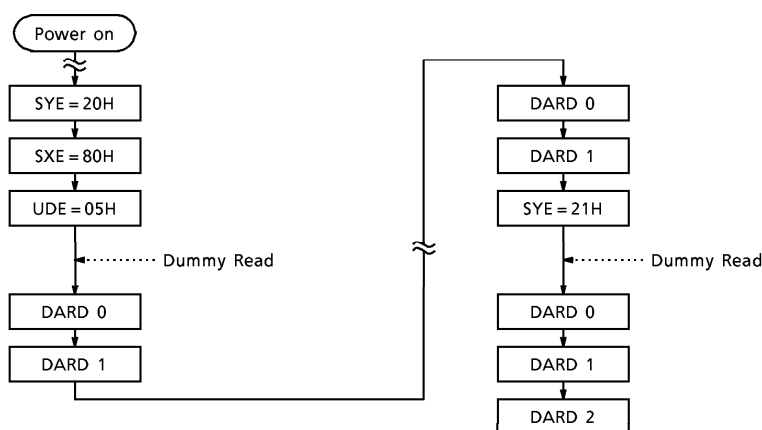 Power on
SYE = 20H
SXE = 80H
UDE = 05H
Dummy Read
DARD 0
DARD 1
DARD 0
DARD 1
SYE = 21H
Dummy Read
DARD 0
DARD 1
DARD 2